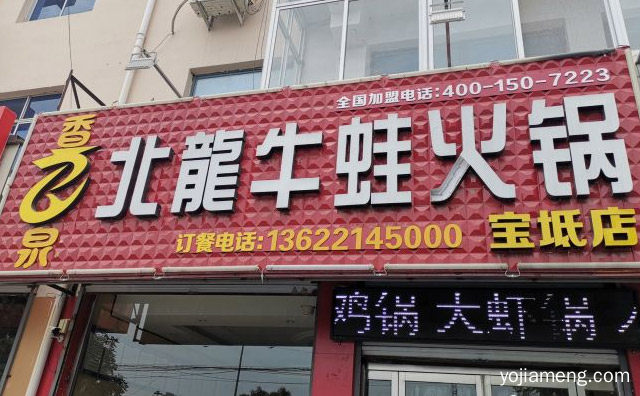 全国加盟电话:400-150-7223
香
泉
北龍牛蛙火锅
订餐电话:13622145000
宝坻店
鸡锅 大虾锅
yojiameng.com